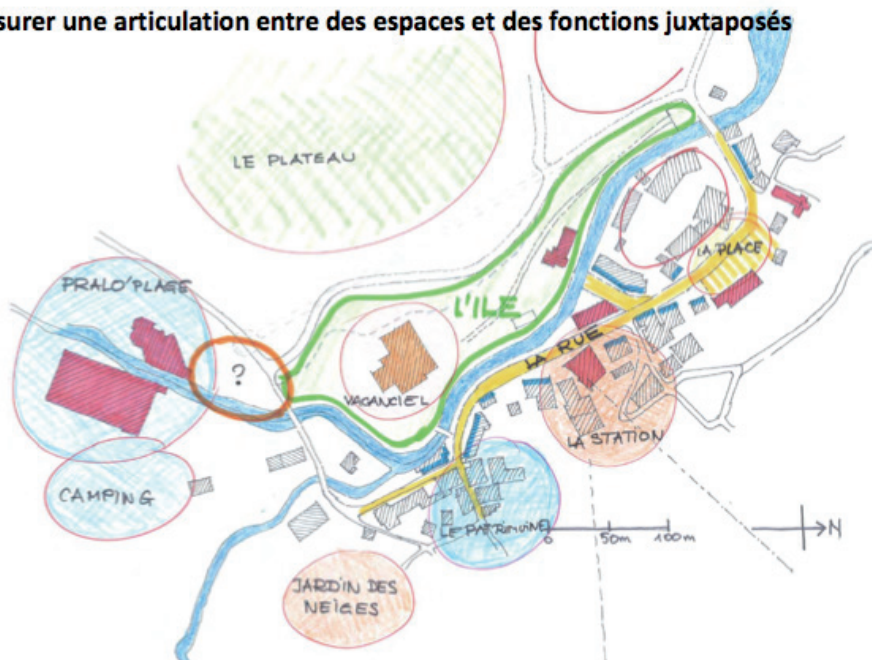 surer une articulation entre des espaces et des fonctions juxtaposés
LE PLATEAU
PRALO'PLAGE
LA PLACE
L'ILE
?
LA RUE
VACANCIEL
LA STATION
CAMPING
LE PATRIMOINE
0 50m 100m
N
JARDIN DES
NEIGES